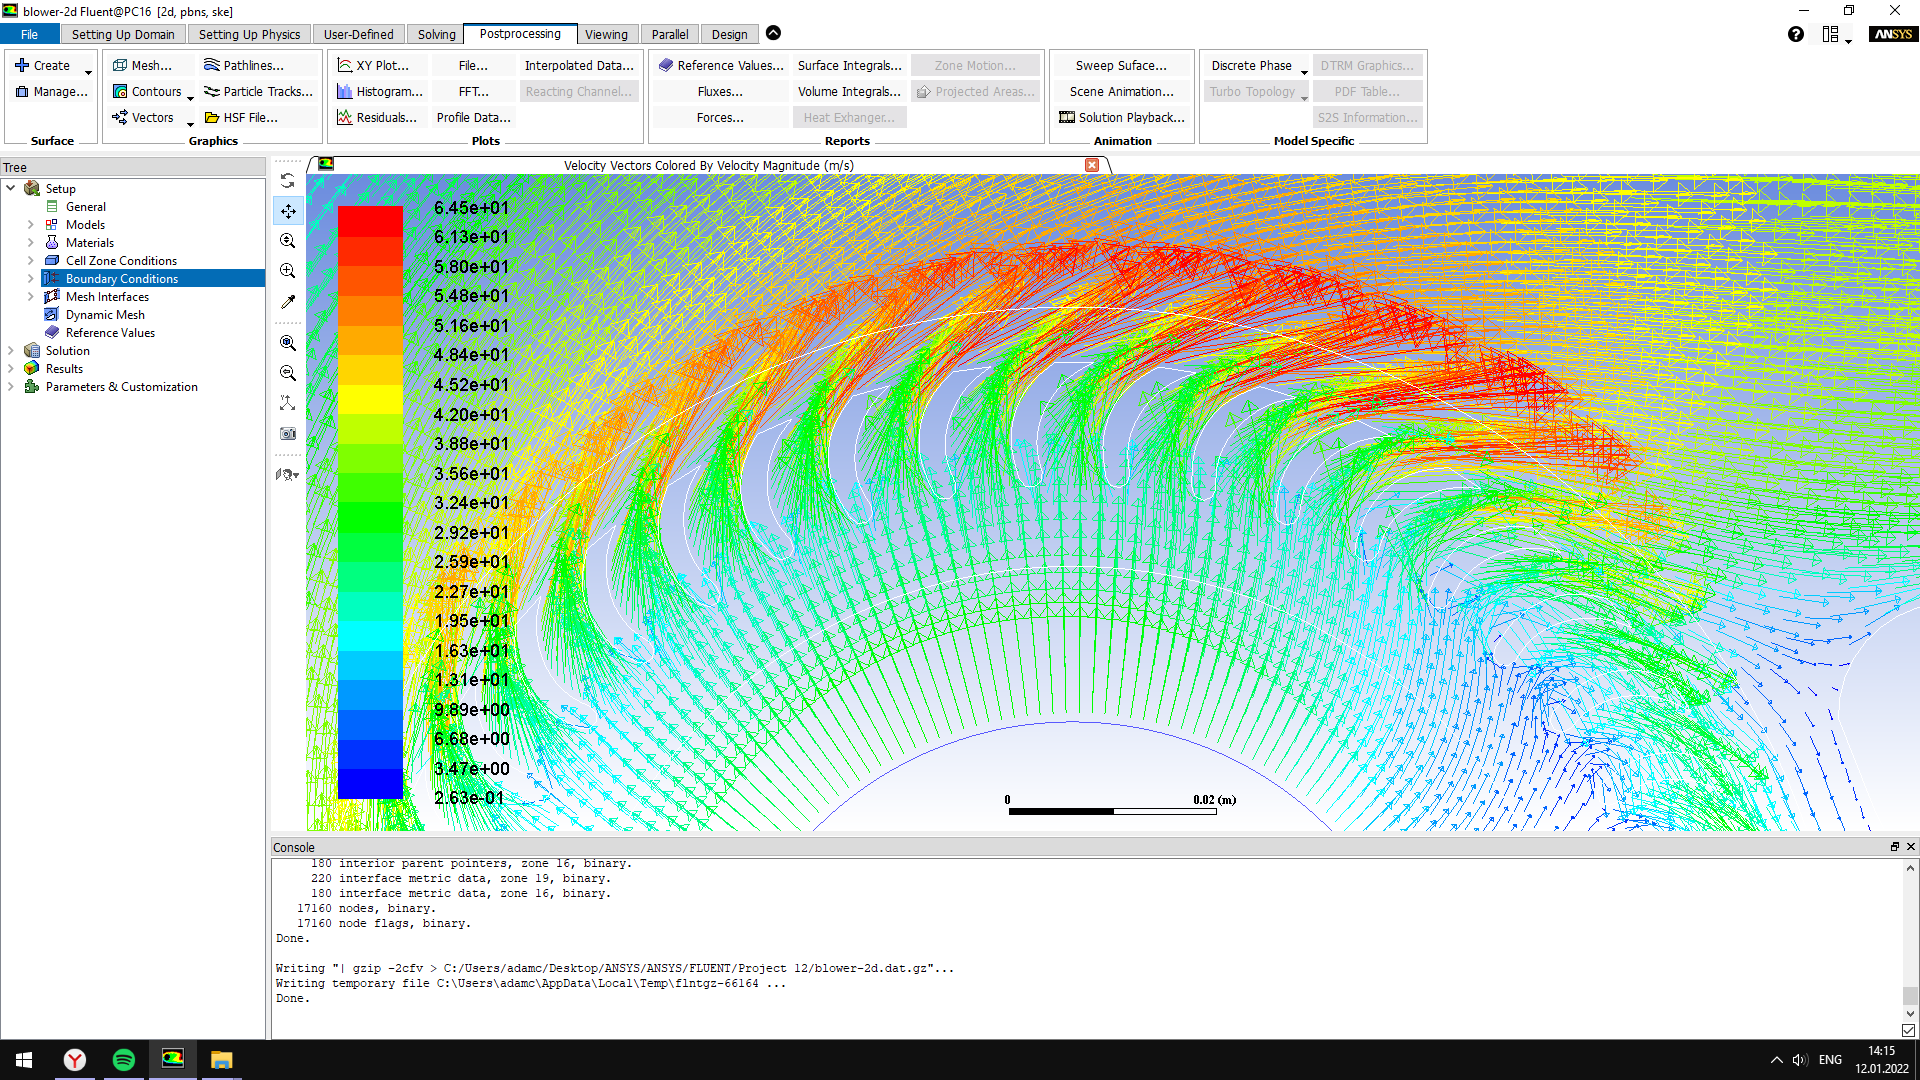 blower-2d Fluent@PC16 [2d, pbns, ske]
File Setting Up Domain Setting Up Physics User-Defined Solving Postprocessing Viewing Parallel Design
ANSYS
Create Mesh... Pathlines... XY Plot... File... Interpolated Data... Reference Values... Surface Integrals... Zone Motion... Sweep Suface... Discrete Phase DTRM Graphics...
Manage... Contours Particle Tracks... Histogram... FFT... Reacting Channel... Fluxes... Volume Integrals... Projected Areas... Scene Animation... Turbo Topology PDF Table...
Vectors HSF File... Residuals... Profile Data... Forces... Heat Exhanger... Solution Playback... S2S Information...
Surface Graphics Plots Reports Animation Model Specific
Tree
Setup
General
Models
Materials
Cell Zone Conditions
Boundary Conditions
Mesh Interfaces
Dynamic Mesh
Reference Values
Solution
Results
Parameters & Customization
Velocity Vectors Colored By Velocity Magnitude (m/s)
6.45e+01
6.13e+01
5.80e+01
5.48e+01
5.16e+01
4.84e+01
4.52e+01
4.20e+01
3.88e+01
3.56e+01
3.24e+01
2.92e+01
2.59e+01
2.27e+01
1.95e+01
1.63e+01
1.31e+01
9.89e+00
6.68e+00
3.47e+00
2.63e-01
0 0.02 (m)
Console
180 interior parent pointers, zone 16, binary.
220 interface metric data, zone 19, binary.
180 interface metric data, zone 16, binary.
17160 nodes, binary.
17160 node flags, binary.
Done.
Writing "| gzip -2cfv > C:/Users/adamc/Desktop/ANSYS/ANSYS/FLUENT/Project 12/blower-2d.dat.gz"...
Writing temporary file C:\Users\adamc\AppData\Local\Temp\flntgz-66164 ...
Done.
ENG
14:15
12.01.2022